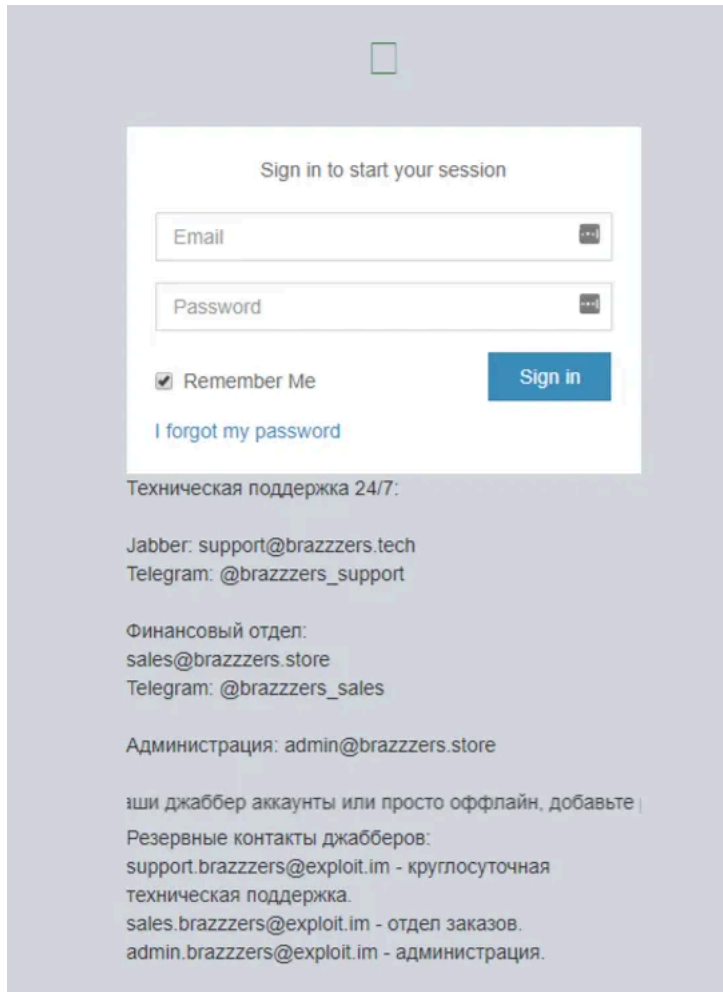 Sign in to start your session
Email
Password
Remember Me
Sign in
I forgot my password
Техническая поддержка 24/7:
Jabber: support@brazzzers.tech
Telegram: @brazzzers_support
Финансовый отдел:
sales@brazzzers.store
Telegram: @brazzzers_sales
Администрация: admin@brazzzers.store
джаббер аккаунты или просто оффлайн, добавьте
Резервные контакты джабберов:
support.brazzzers@exploit.im - круглосуточная
техническая поддержка.
sales.brazzzers@exploit.im - отдел заказов.
admin.brazzzers@exploit.im - администрация.